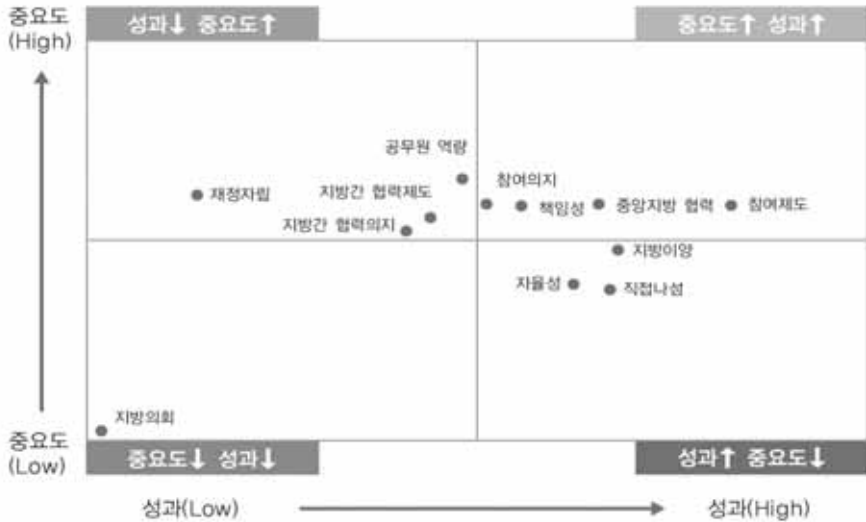 중요도
(High)
성과↓ 중요도↑
중요도↑ 성과↑
공무원 역량
참여의지
재정자립
지방간 협력제도
책임성
중앙지방 협력
참여제도
지방간 협력의지
지방이양
자율성
직접나섬
지방의회
중요도
(Low)
중요도↓ 성과↓
성과↑ 중요도↓
성과(Low)
성과(High)